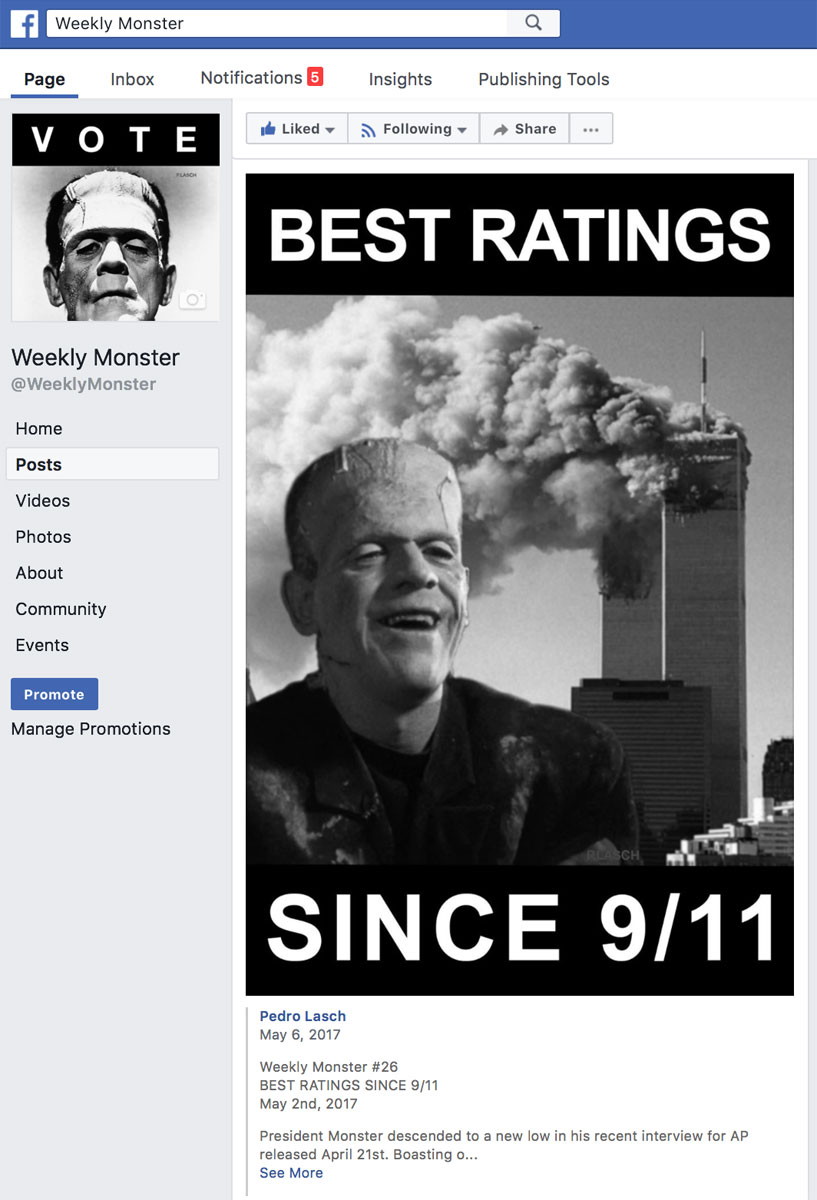 Weekly Monster
Page
Inbox
Notifications 5
Insights
Publishing Tools
VOTE
P.LASCH
Liked
Following
Share
...
BEST RATINGS
Weekly Monster
@WeeklyMonster
Home
Posts
Videos
Photos
About
Community
Events
Promote
Manage Promotions
P.LASCH
SINCE 9/11
Pedro Lasch
May 6, 2017
Weekly Monster #26
BEST RATINGS SINCE 9/11
May 2nd, 2017
President Monster descended to a new low in his recent interview for AP
released April 21st. Boasting o...
See More